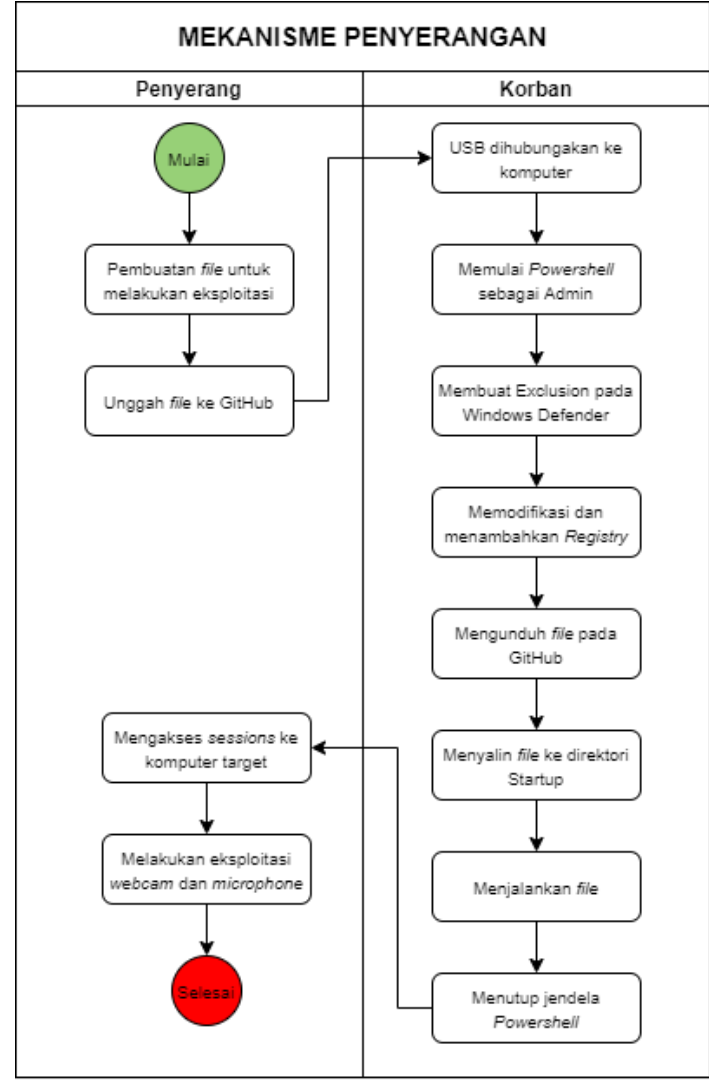 MEKANISME PENYERANGAN
Penyerang
Korban
Mulai
Pembuatan file untuk
melakukan eksploitasi
Unggah file ke GitHub
USB dihubungakan ke
komputer
Memulai Powershell
sebagai Admin
Membuat Exclusion pada
Windows Defender
Memodifikasi dan
menambahkan Registry
Mengunduh file pada
GitHub
Menyalin file ke direktori
Startup
Menjalankan file
Menutup jendela
Powershell
Mengakses sessions ke
komputer target
Melakukan eksploitasi
webcam dan microphone
Selesai